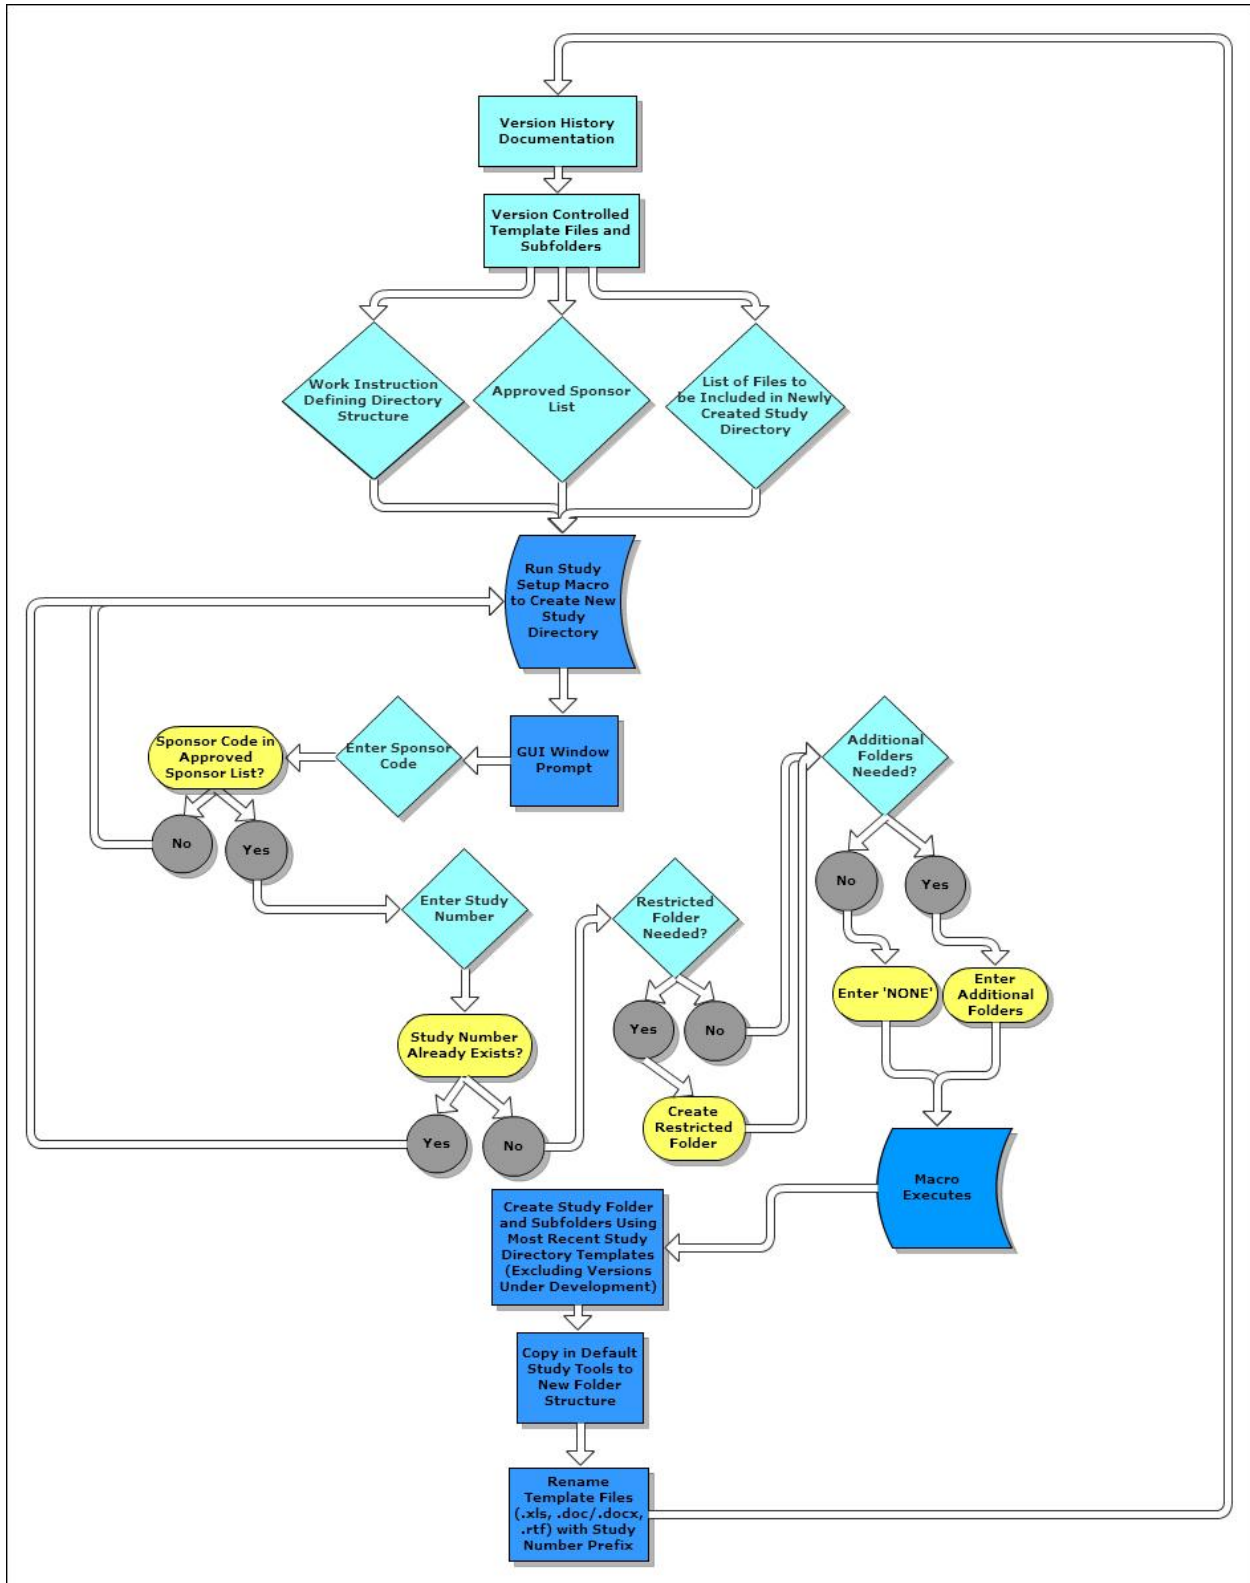 Version History
Documentation
Version Controlled
Template Files and
Subfolders
Work Instruction
Defining Directory
Structure
Approved Sponsor
List
List of Files to
be Included in Newly
Created Study
Directory
Run Study
Setup Macro
to Create New
Study
Directory
GUI Window
Prompt
Enter Sponsor
Code
Sponsor Code in
Approved
Sponsor List?
No
Yes
Enter Study
Number
Study Number
Already Exists?
Yes
No
Restricted
Folder
Needed?
Yes
No
Create
Restricted
Folder
Additional
Folders
Needed?
No
Yes
Enter 'NONE'
Enter
Additional
Folders
Macro
Executes
Create Study Folder
and Subfolders Using
Most Recent Study
Directory Templates
(Excluding Versions
Under Development)
Copy in Default
Study Tools to
New Folder
Structure
Rename
Template Files
(.xls, .doc/.docx,
.rtf) with Study
Number Prefix